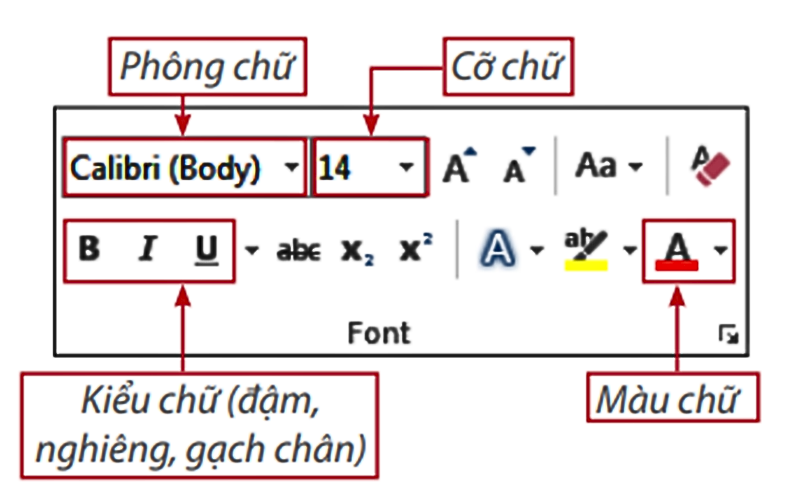 Phông chữ
Cỡ chữ
Calibri (Body) 14 A A Aa A
B I U abc x₂ x² A ab A
Font
Kiểu chữ (đậm,
nghiêng, gạch chân)
Màu chữ